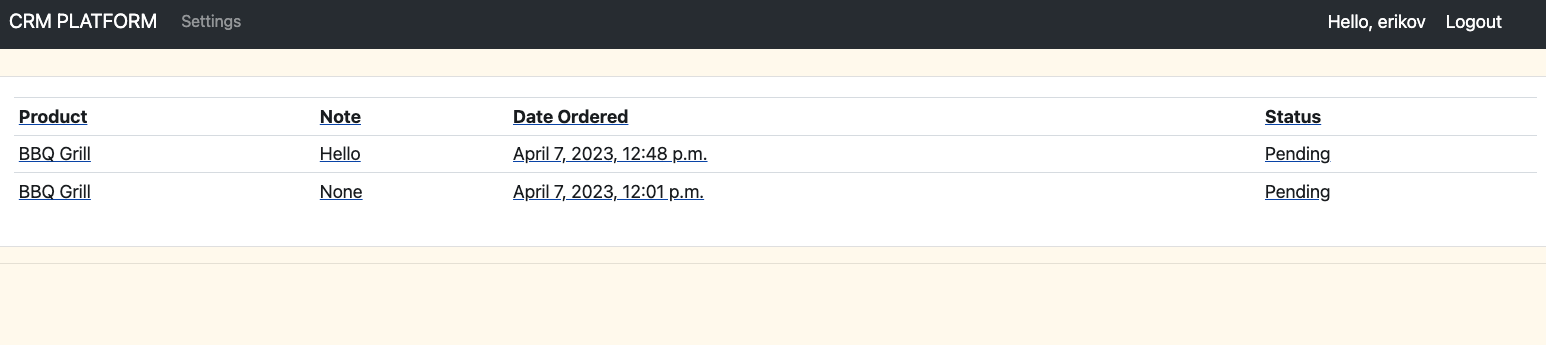 CRM PLATFORM Settings Hello, erikov Logout
Product Note Date Ordered Status
BBQ Grill Hello April 7, 2023, 12:48 p.m. Pending
BBQ Grill None April 7, 2023, 12:01 p.m. Pending